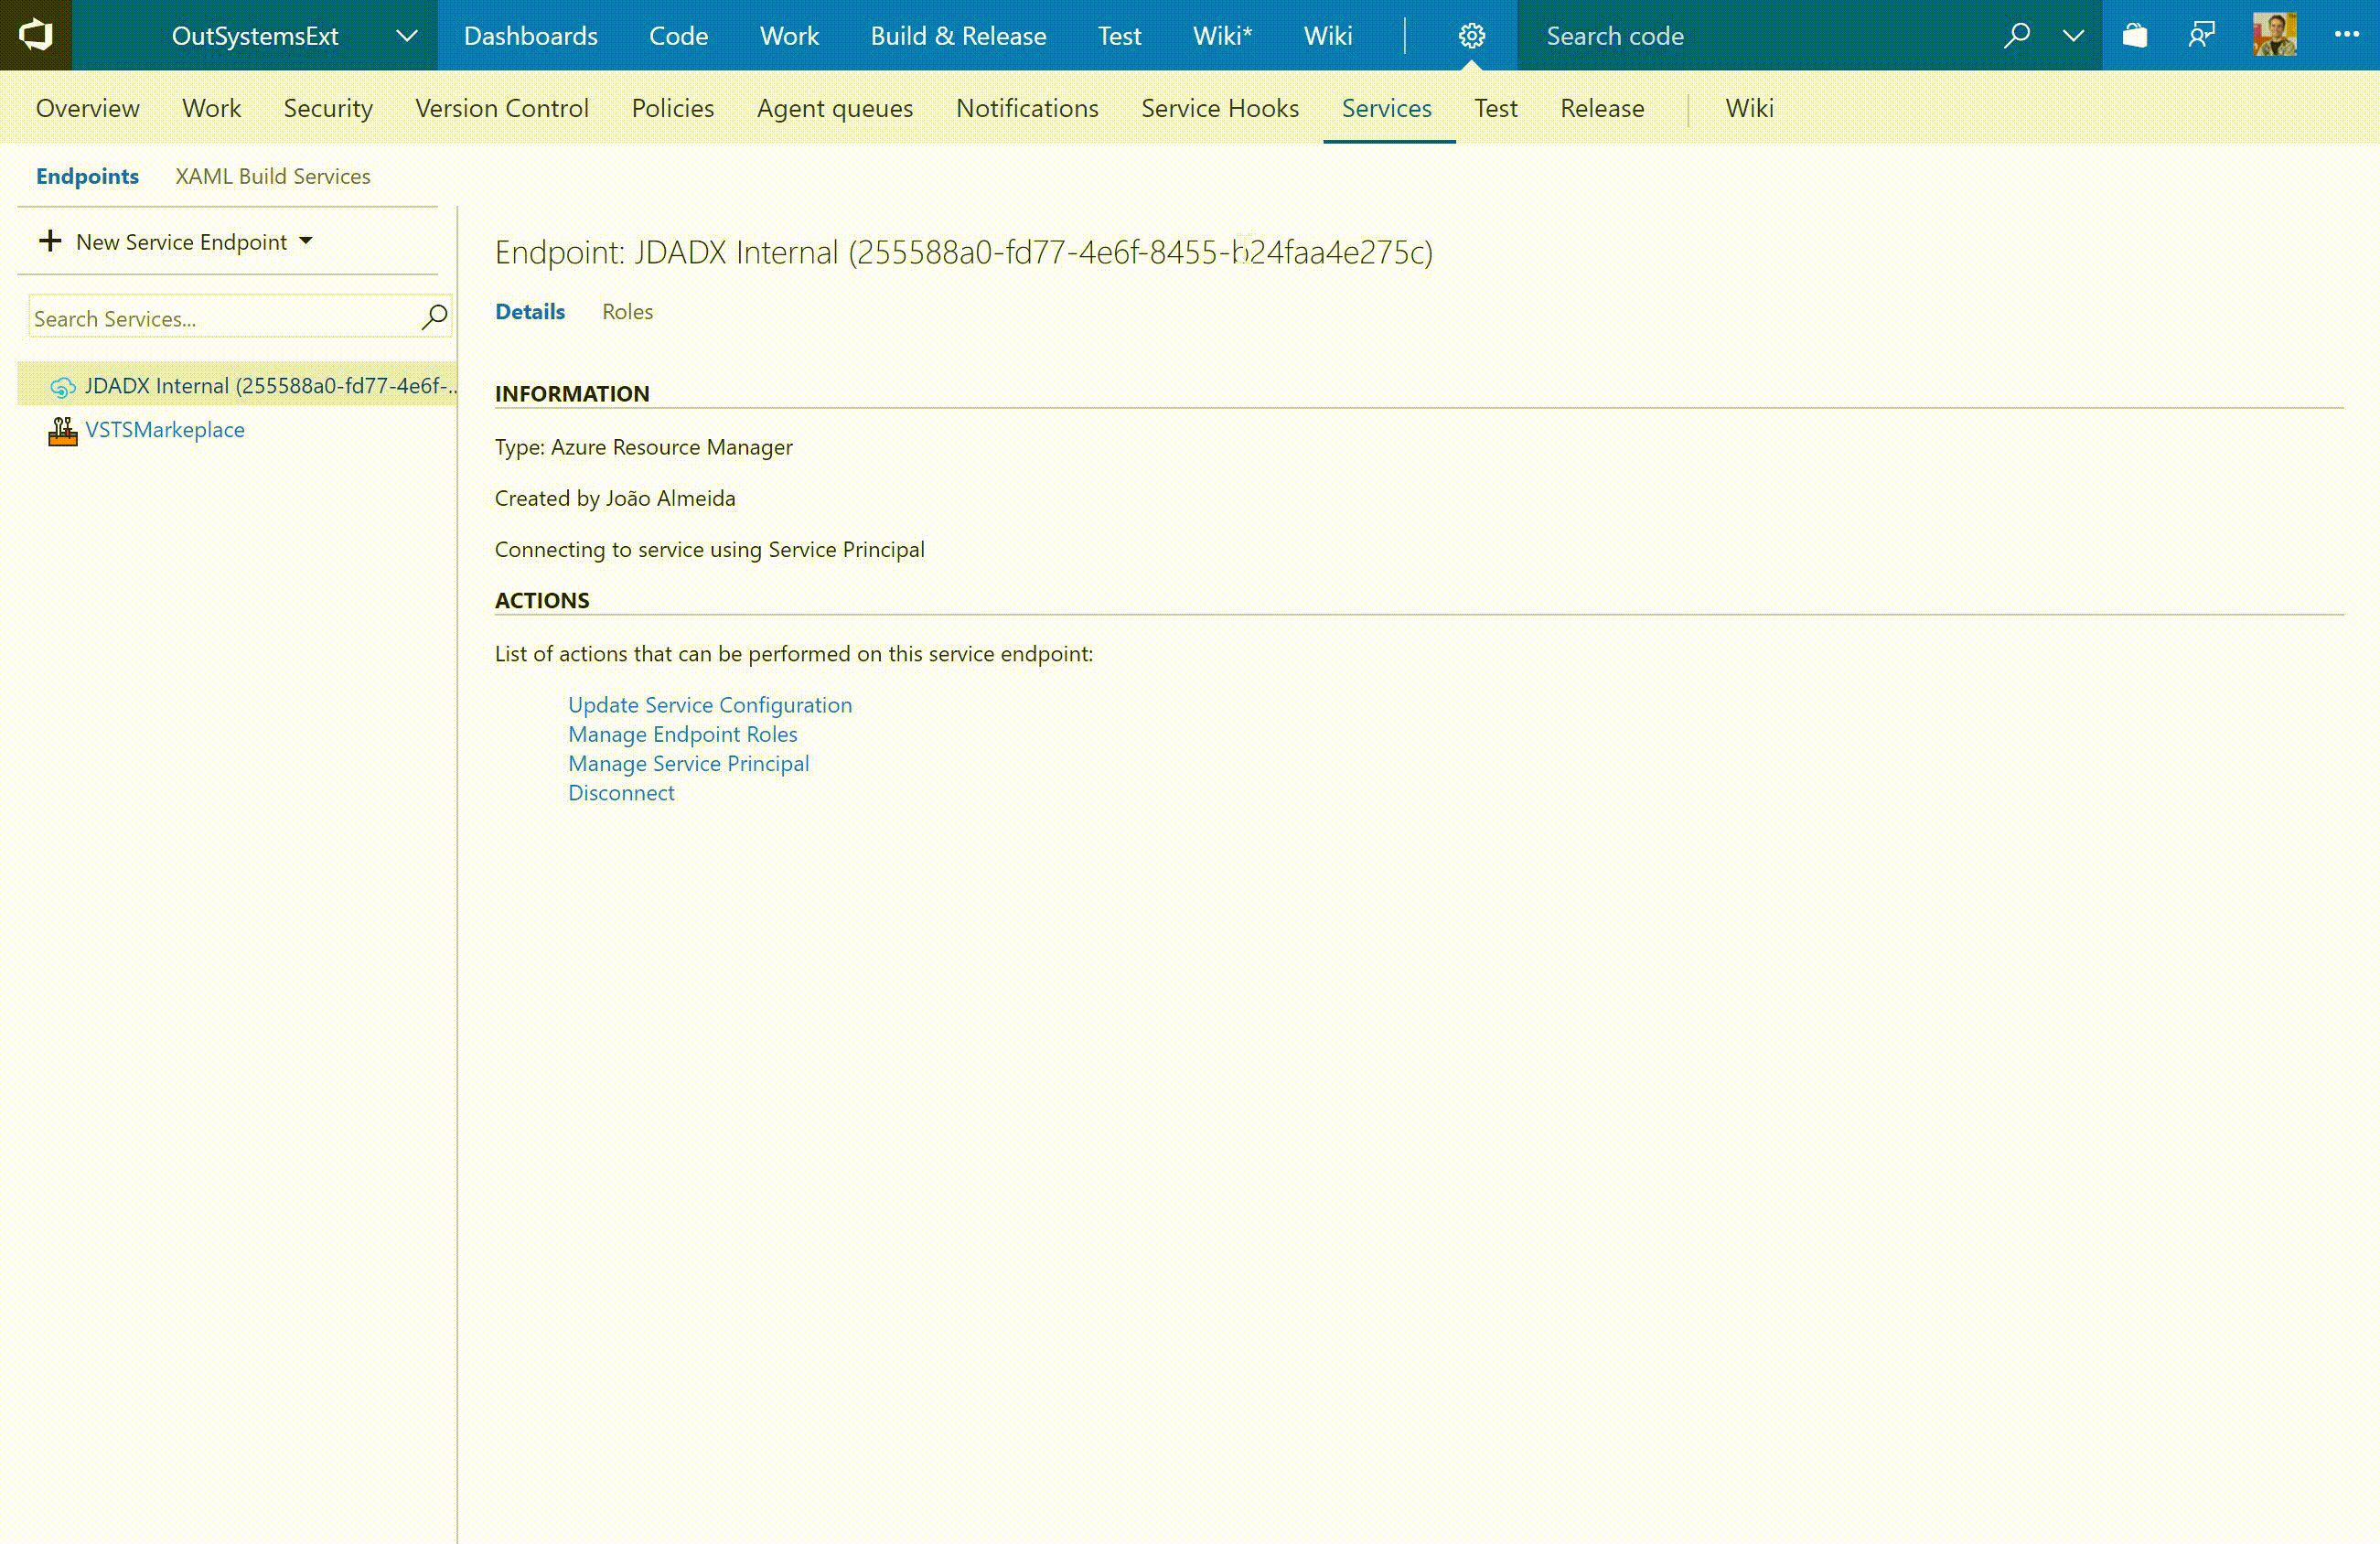 OutSystemsExt Dashboards Code Work Build & Release Test Wiki* Wiki Search code
Overview Work Security Version Control Policies Agent queues Notifications Service Hooks Services Test Release Wiki
Endpoints XAML Build Services
New Service Endpoint
Search Services...
JDADX Internal (255588a0-fd77-4e6f-..
VSTSMarkeplace
Endpoint: JDADX Internal (255588a0-fd77-4e6f-8455-b24faa4e275c)
Details Roles
INFORMATION
Type: Azure Resource Manager
Created by João Almeida
Connecting to service using Service Principal
ACTIONS
List of actions that can be performed on this service endpoint:
Update Service Configuration
Manage Endpoint Roles
Manage Service Principal
Disconnect